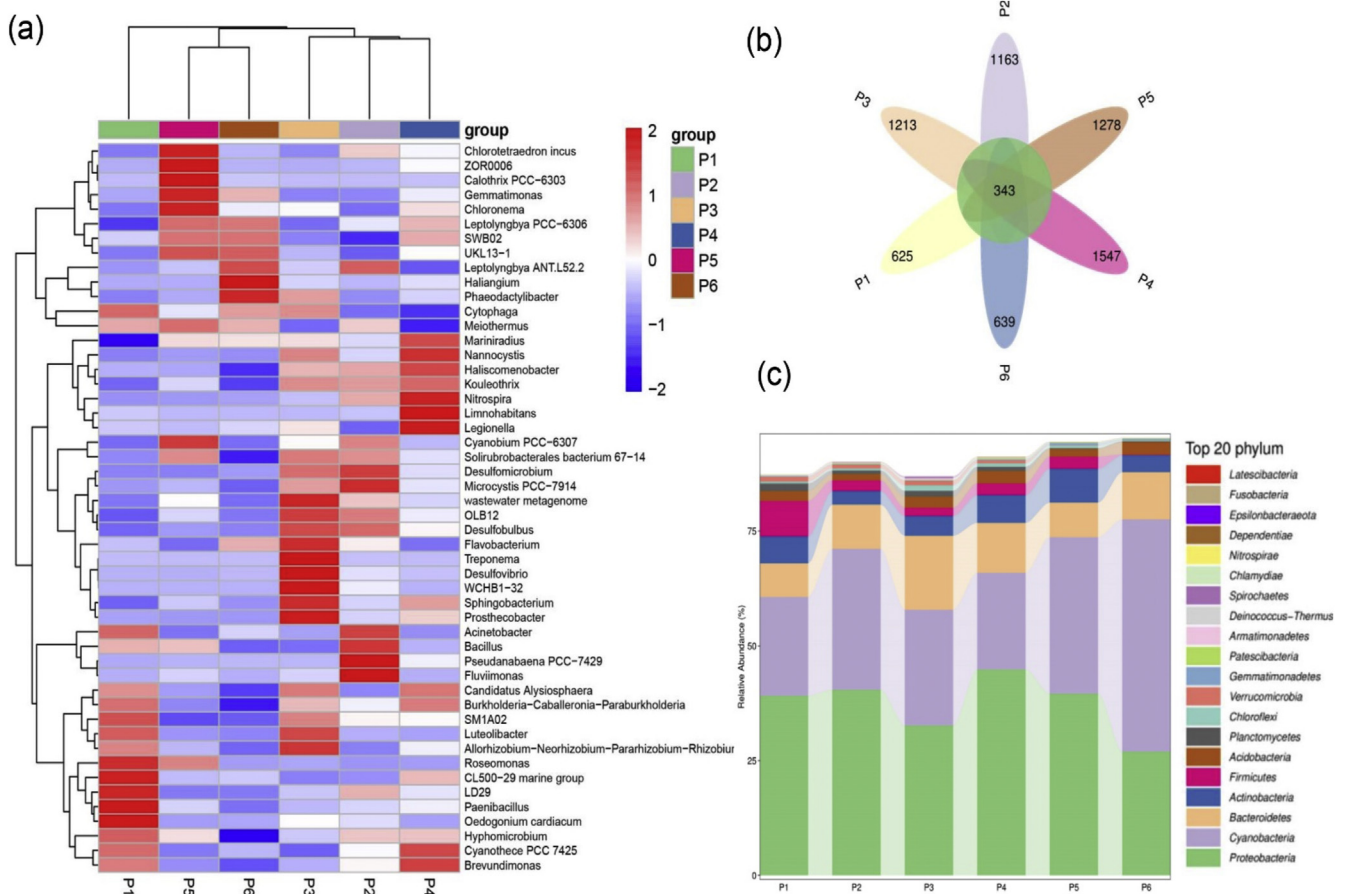 (a)
group
Chlorotetraedron incus
ZOR0006
Calothrix PCC-6303
Gemmatimonas
Chloronema
Leptolyngbya PCC-6306
SWB02
UKL13-1
Leptolyngbya ANT.L52.2
Haliangium
Phaeodactylibacter
Cytophaga
Meiothermus
Mariniradius
Nannocystis
Haliscomenobacter
Kouleothrix
Nitrospira
Limnohabitans
Legionella
Cyanobium PCC-6307
Solirubrobacterales bacterium 67-14
Desulfomicrobium
Microcystis PCC-7914
wastewater metagenome
OLB12
Desulfobulbus
Flavobacterium
Treponema
Desulfovibrio
WCHB1-32
Sphingobacterium
Prosthecobacter
Acinetobacter
Bacillus
Pseudanabaena PCC-7429
Fluviimonas
Candidatus Alysiosphaera
Burkholderia-Caballeronia-Paraburkholderia
SM1A02
Luteolibacter
Allorhizobium-Neorhizobium-Pararhizobium-Rhizobiur
Roseomonas
CL500-29 marine group
LD29
Paenibacillus
Oedogonium cardiacum
Hyphomicrobium
Cyanothece PCC 7425
Brevundimonas
P1
P5
P6
P3
P2
P4
2
1
0
−1
−2
group
P1
P2
P3
P4
P5
P6
(b)
P2
1163
P3
1213
P5
1278
343
P1
625
P4
1547
639
P6
(c)
Relative Abundance (%)
75
50
25
0
P1
P2
P3
P4
P5
P6
Top 20 phylum
Latescibacteria
Fusobacteria
Epsilonbacteraeota
Dependentiae
Nitrospirae
Chlamydiae
Spirochaetes
Deinococcus−Thermus
Armatimonadetes
Patescibacteria
Gemmatimonadetes
Verrucomicrobia
Chloroflexi
Planctomycetes
Acidobacteria
Firmicutes
Actinobacteria
Bacteroidetes
Cyanobacteria
Proteobacteria